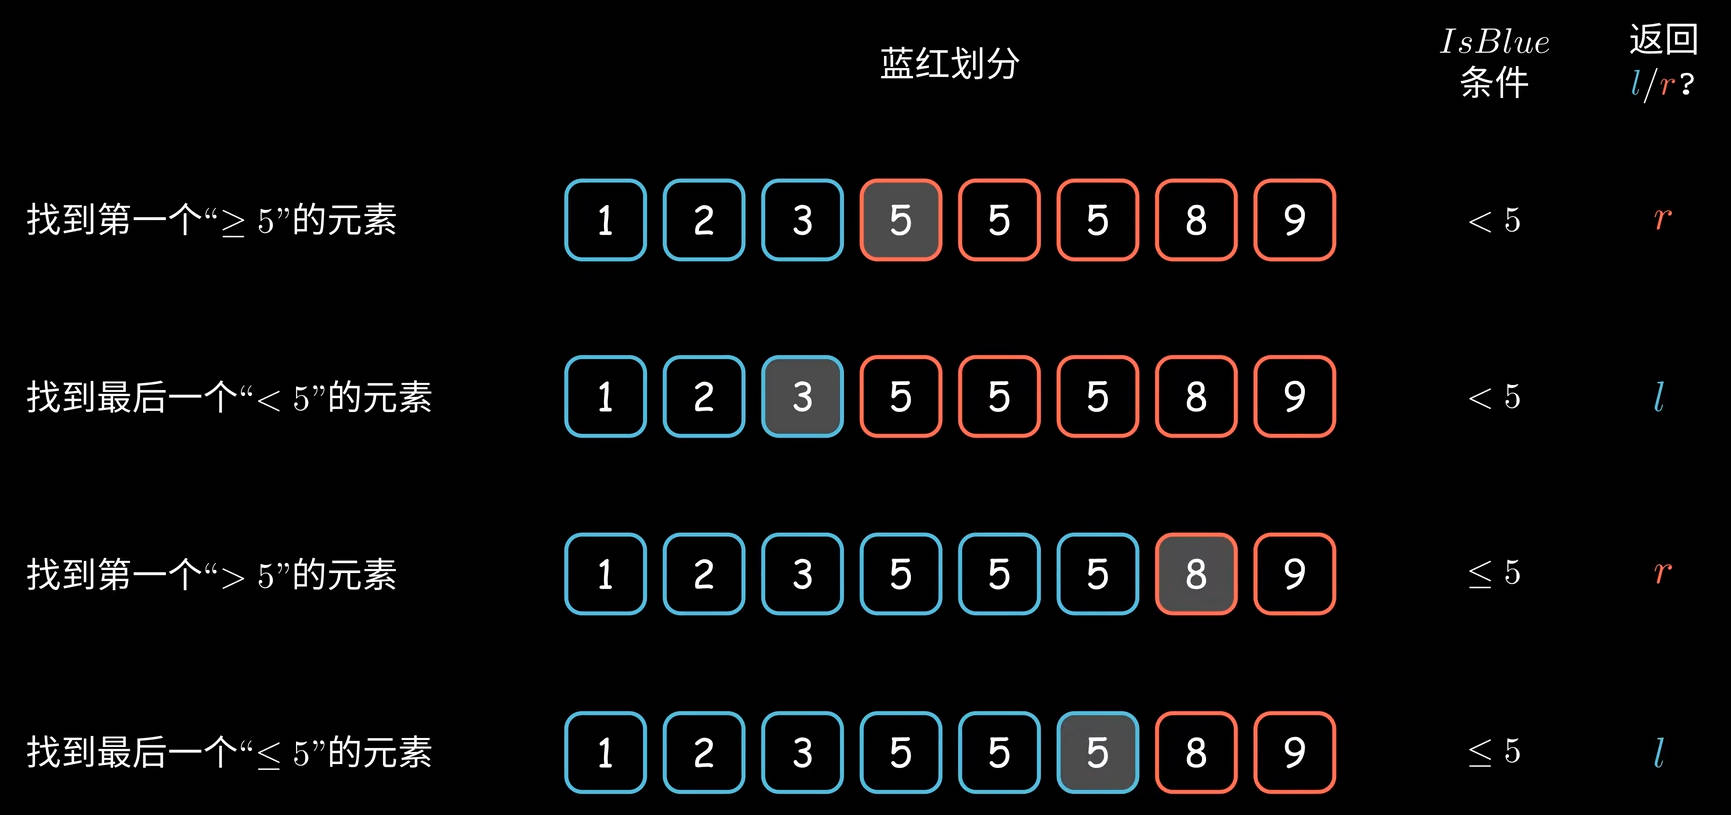 蓝红划分
IsBlue
条件
返回
l/r?
找到第一个“≥ 5”的元素
1 2 3 5 5 5 8 9
< 5
r
找到最后一个“< 5”的元素
1 2 3 5 5 5 8 9
< 5
l
找到第一个“> 5”的元素
1 2 3 5 5 5 8 9
≤ 5
r
找到最后一个“≤ 5”的元素
1 2 3 5 5 5 8 9
≤ 5
l